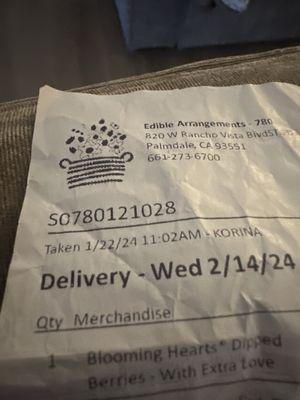 Edible Arrangements - 780
820 W Rancho Vista Blvd
Palmdale, CA 93551
661-273-6700
S0780121028
Taken 1/22/24 11:02AM - KORINA
Delivery - Wed 2/14/24
Qty Merchandise
1 Blooming Hearts® Dipped
Berries - With Extra Love